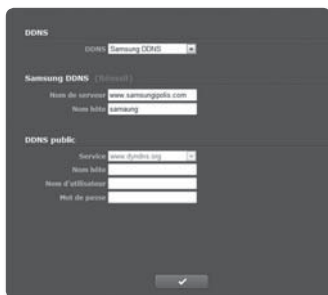 DDNS
DDNS Samsung DDNS
Samsung DDNS
Nom de serveur www.samsungipolis.com
Nom hôte samsung
DDNS public
Service www.dyndns.org
Nom hôte
Nom d'utilisateur
Mot de passe